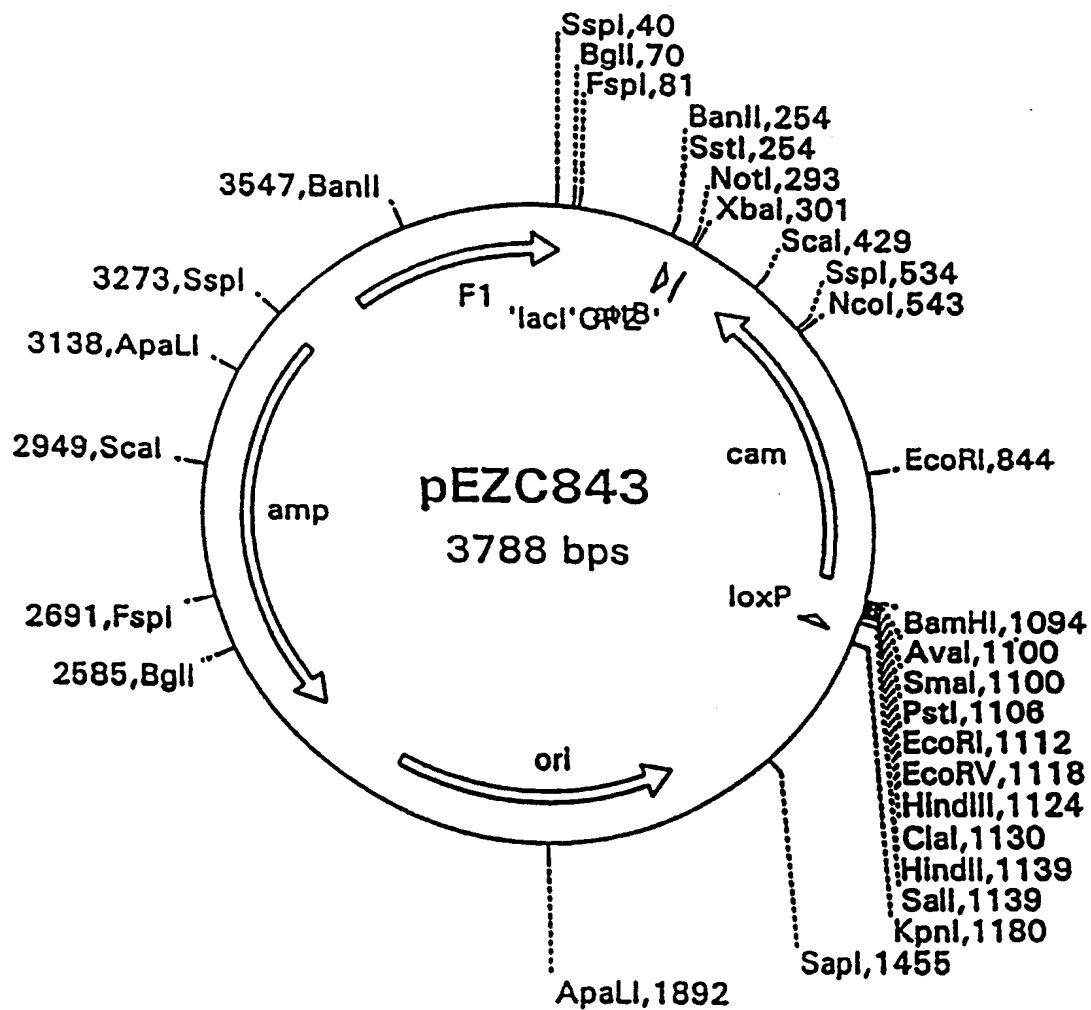 SspI,40
BglI,70
FspI,81
BanII,254
SstI,254
NotI,293
XbaI,301
ScaI,429
SspI,534
NcoI,543
3547,BanII
3273,SspI
3138,ApaLI
2949,ScaI
2691,FspI
2585,BglI
F1
'lacI'
cam
EcoRI,844
amp
pEZC843
3788 bps
loxP
BamHI,1094
AvaI,1100
SmaI,1100
PstI,1106
EcoRI,1112
EcoRV,1118
HindIII,1124
ClaI,1130
HindII,1139
SalI,1139
KpnI,1180
SapI,1455
ori
ApaLI,1892